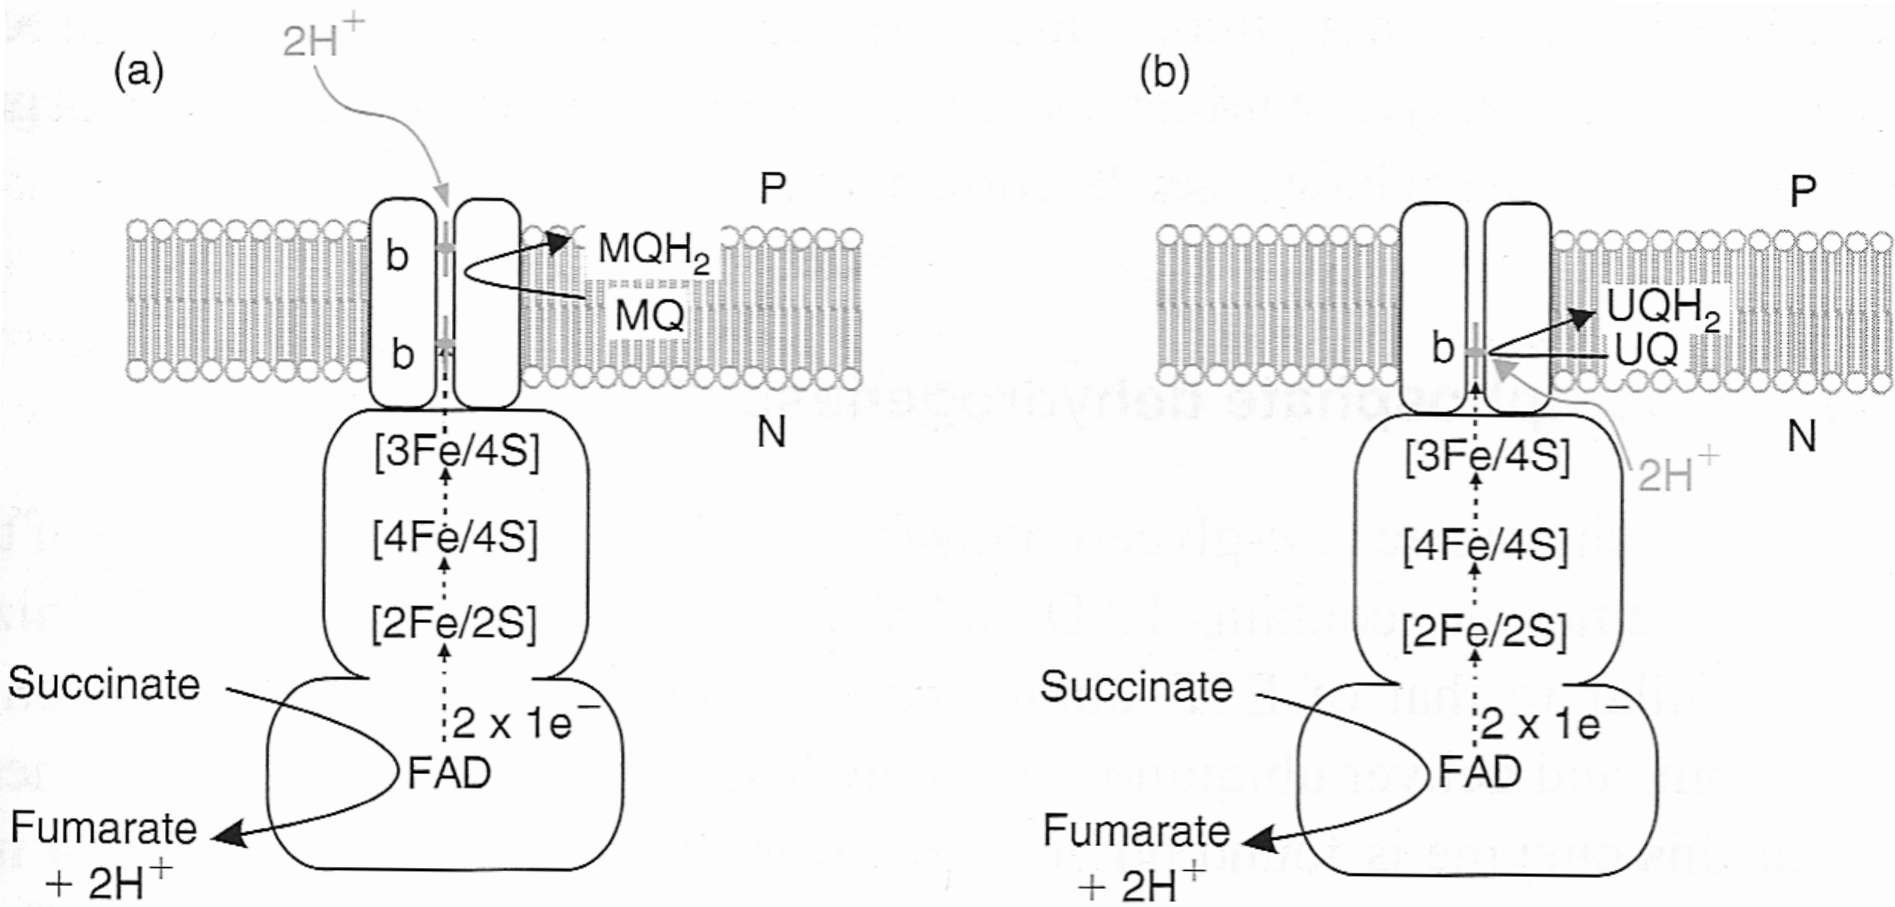 (a)
2H+
P
b
MQH2
MQ
b
N
[3Fe/4S]
[4Fe/4S]
[2Fe/2S]
Succinate
2 x 1e−
FAD
Fumarate
+ 2H+
(b)
P
UQH2
b
UQ
N
[3Fe/4S]
2H+
[4Fe/4S]
[2Fe/2S]
Succinate
2 x 1e−
FAD
Fumarate
+ 2H+